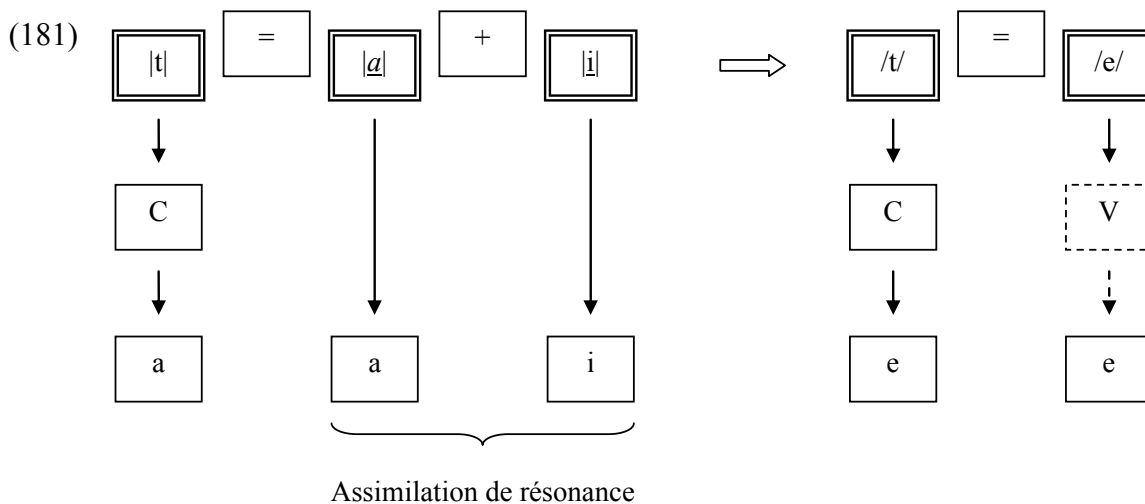 (181) |t| = |a| + |i| ⇒ /t/ = /e/
C C V
a a i e e
Assimilation de résonance